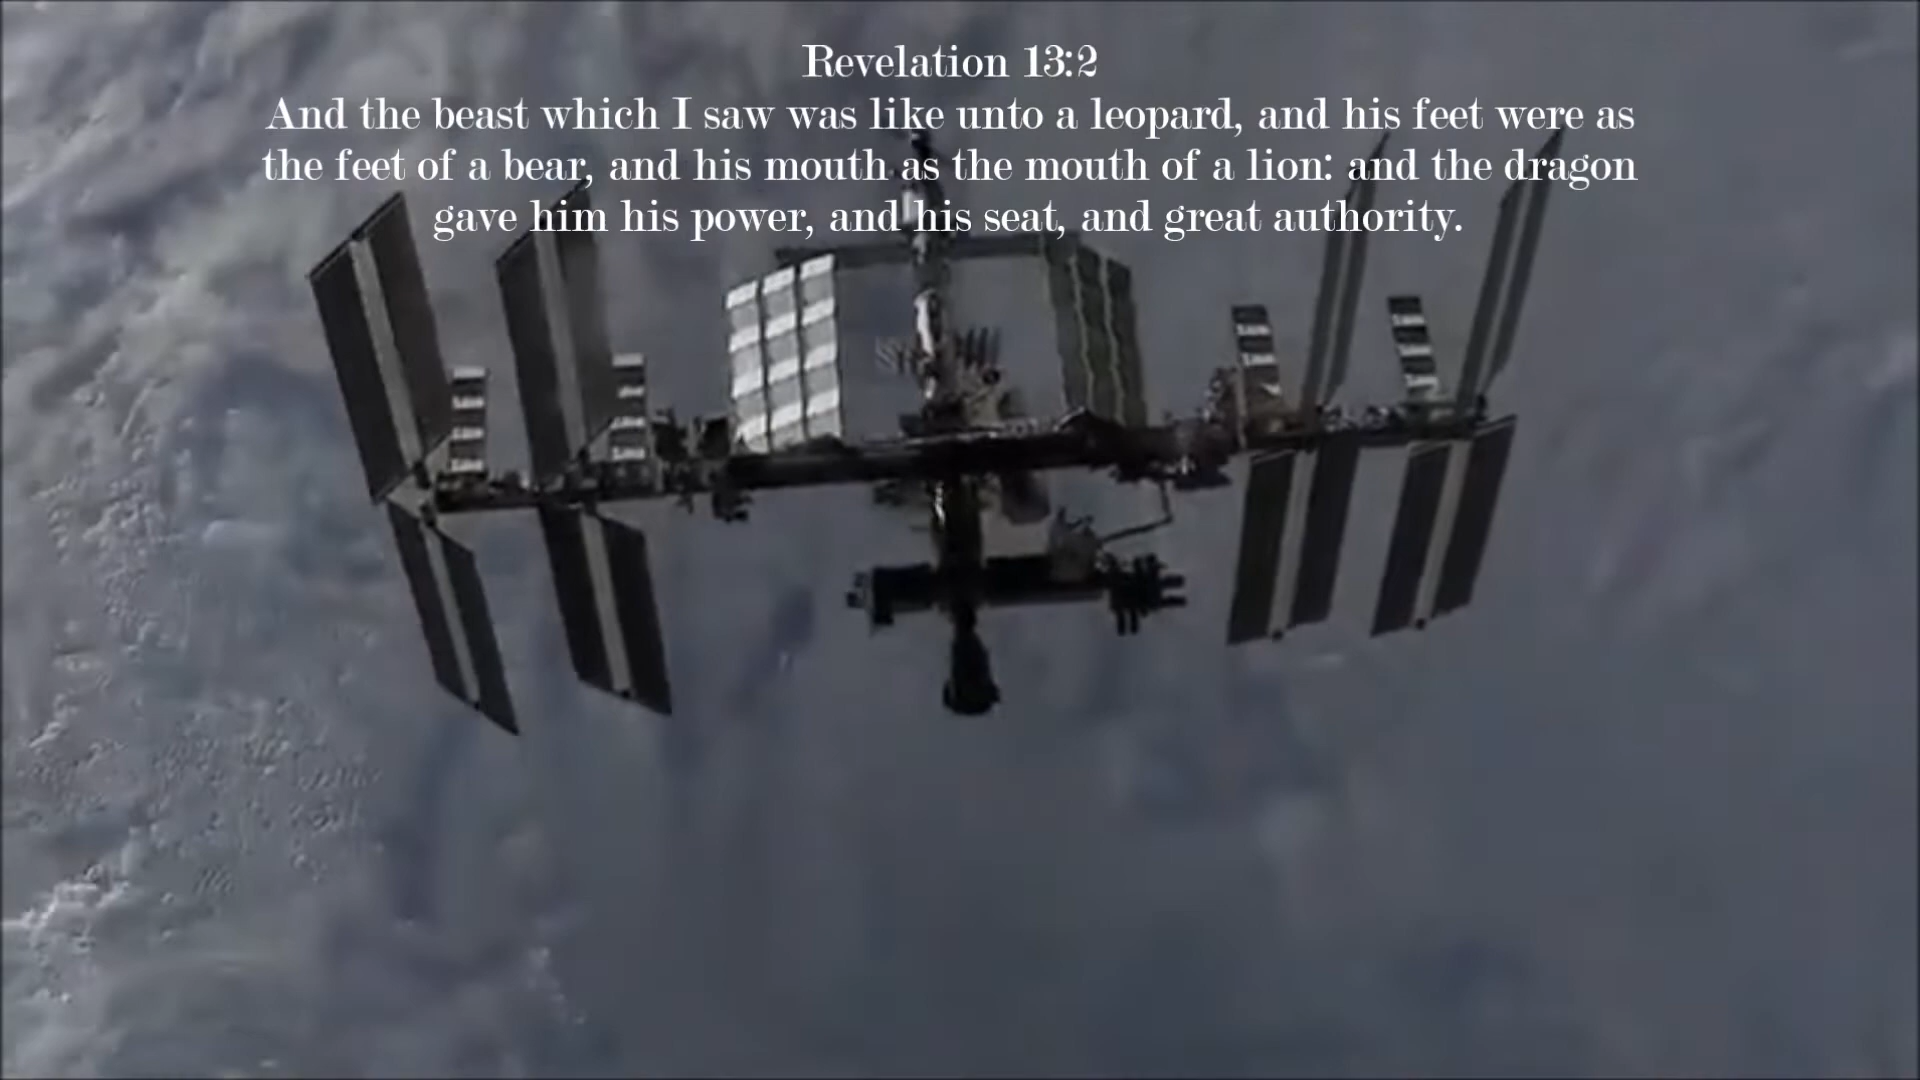 Revelation 13:2
And the beast which I saw was like unto a leopard, and his feet were as
the feet of a bear, and his mouth as the mouth of a lion: and the dragon
gave him his power, and his seat, and great authority.